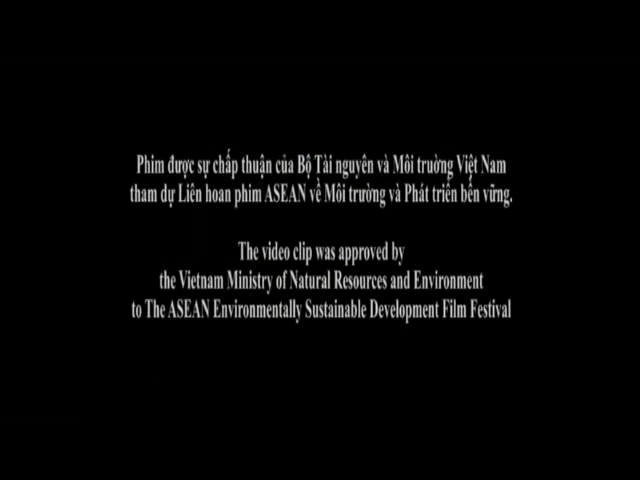 Phim được sự chấp thuận của Bộ Tài nguyên và Môi truờng Việt Nam
tham dự Liên hoan phim ASEAN về Môi trường và Phát triển bến vững.
The video clip was approved by
the Vietnam Ministry of Natural Resources and Environment
to The ASEAN Environmentally Sustainable Development Film Festival